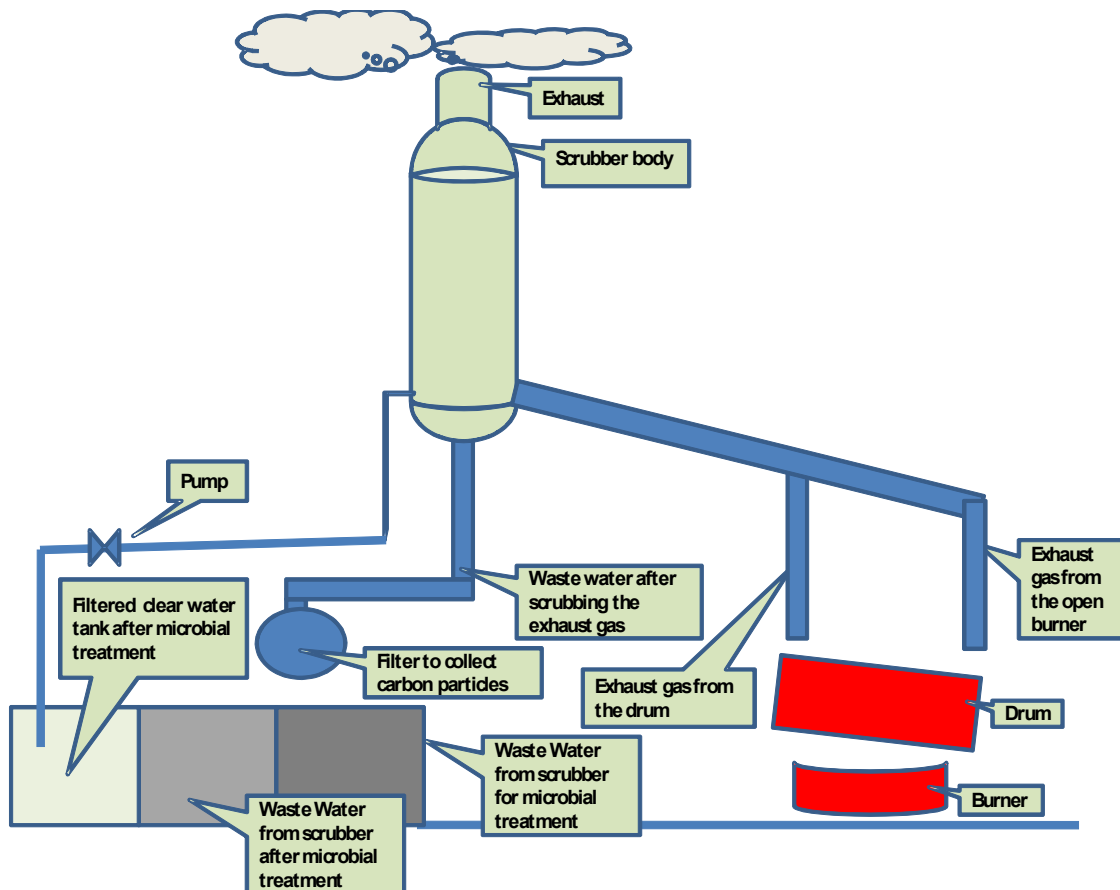 Exhaust
Scrubber body
Pump
Filtered clear water
tank after microbial
treatment
Waste water after
scrubbing the
exhaust gas
Exhaust
gas from
the open
burner
Filter to collect
carbon particles
Exhaust gas from
the drum
Drum
Waste Water
from scrubber
for microbial
treatment
Burner
Waste Water
from scrubber
after microbial
treatment